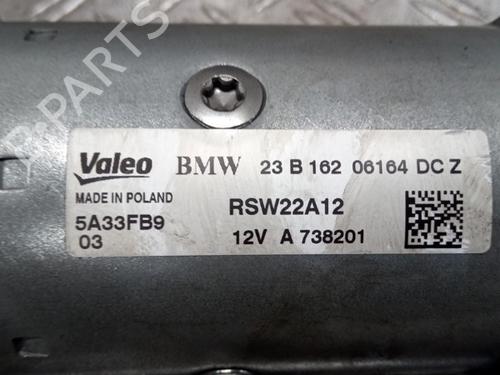 Valeo BMW 23 B 162 06164 DC Z
MADE IN POLAND RSW22A12
5A33FB9 12V A 738201
03